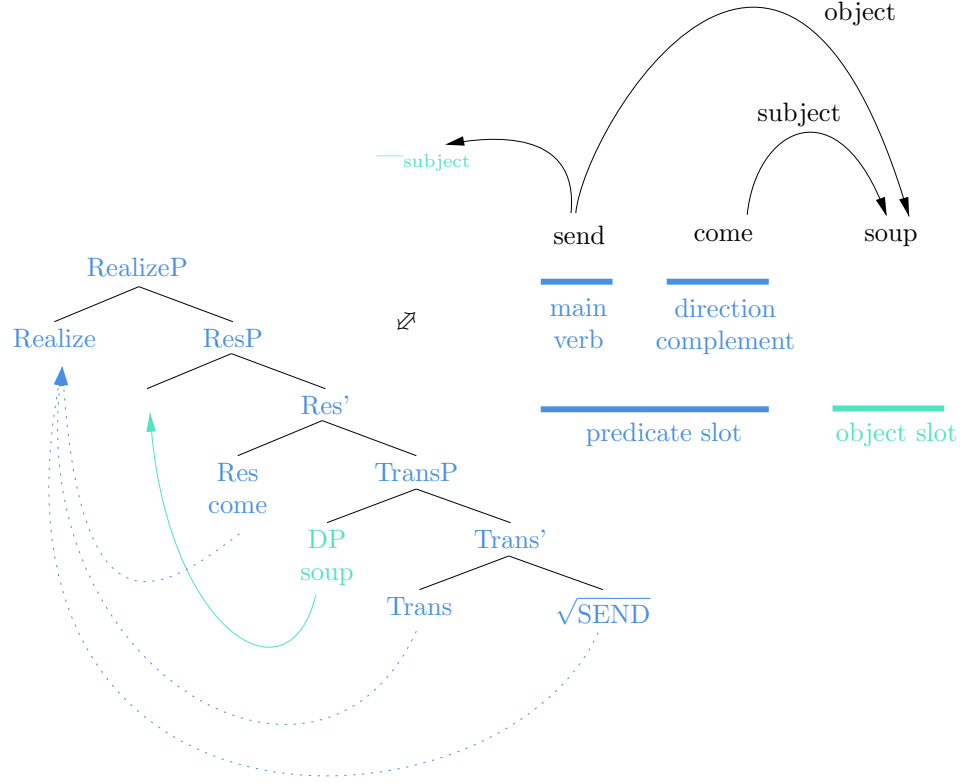 object
subject
—subject
send come soup
main
verb
direction
complement
predicate slot
object slot
RealizeP
Realize
ResP
Res'
Res
come
TransP
DP
soup
Trans'
Trans
√SEND